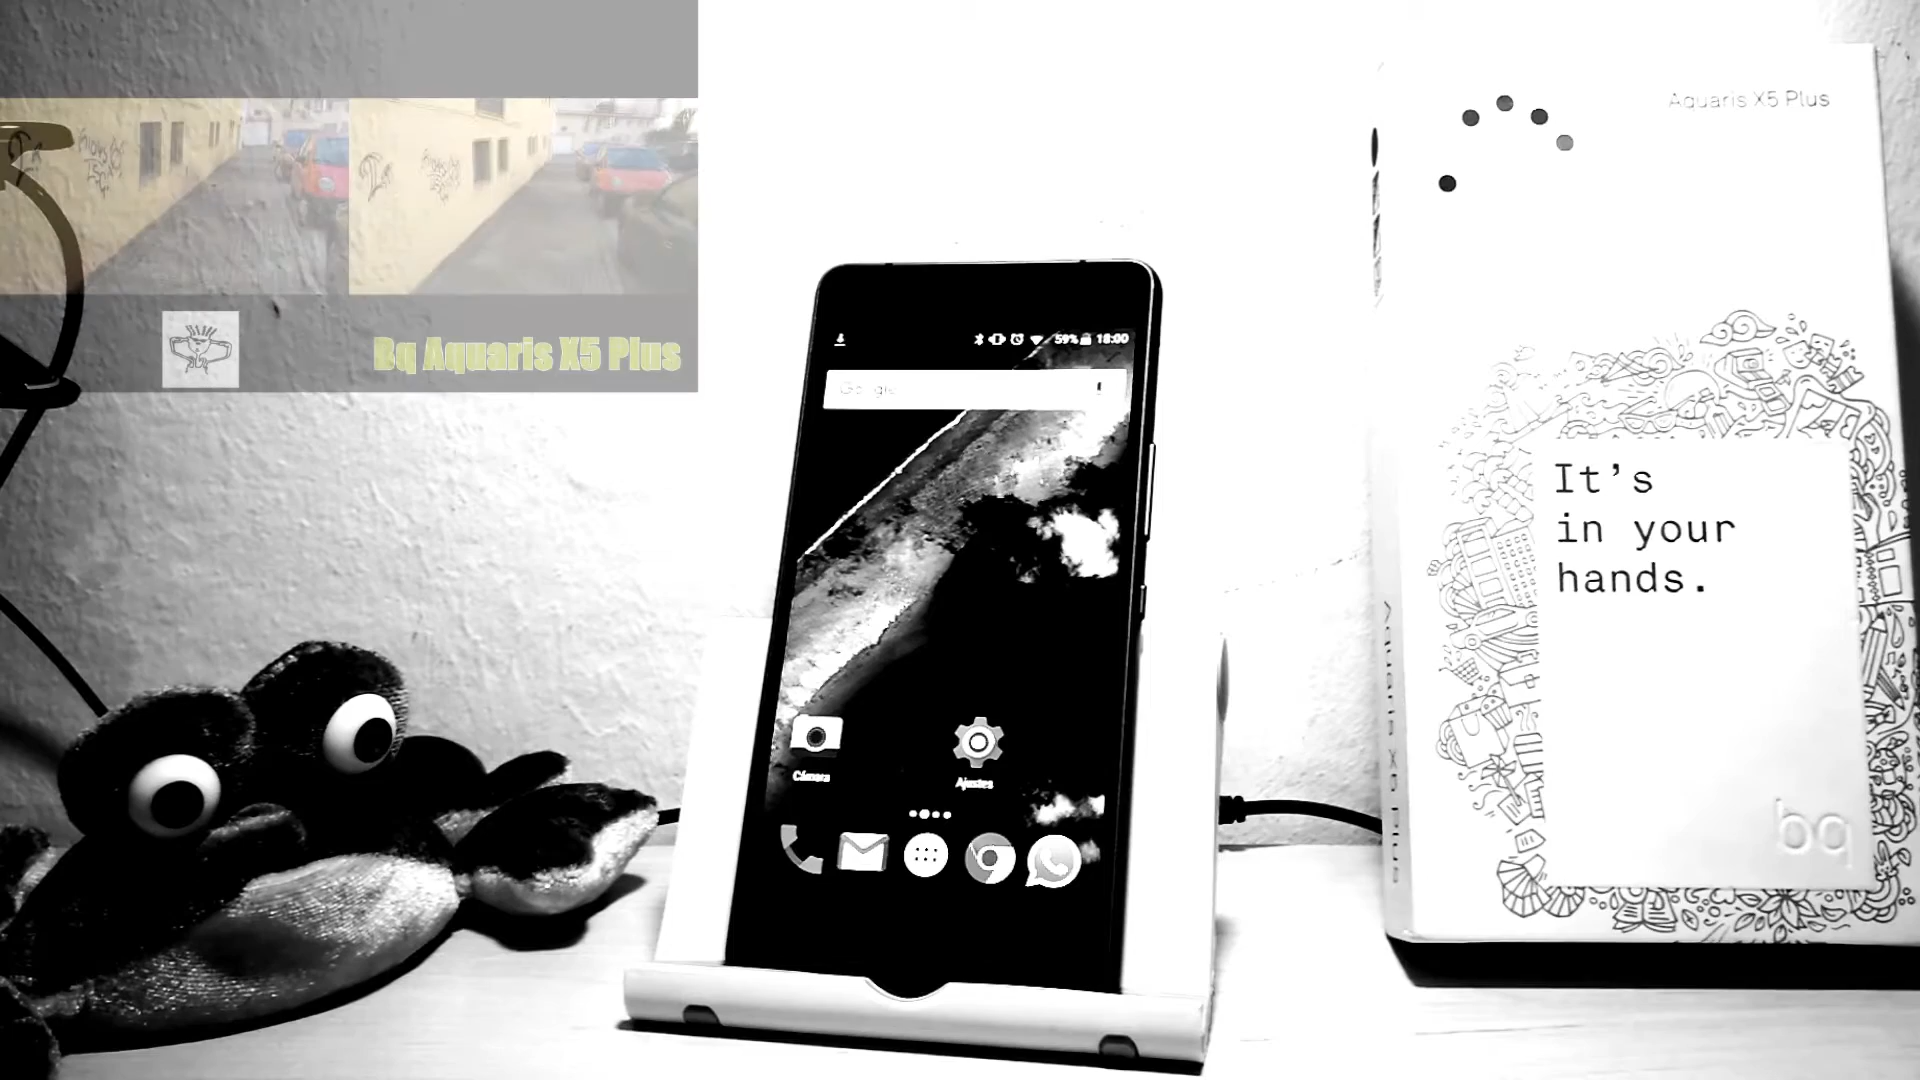 Bq Aquaris X5 Plus
59% 18:00
Google
Cámara
Ajustes
Aquaris X5 Plus
It's
in your
hands.
bq
Aquaris X5 Plus